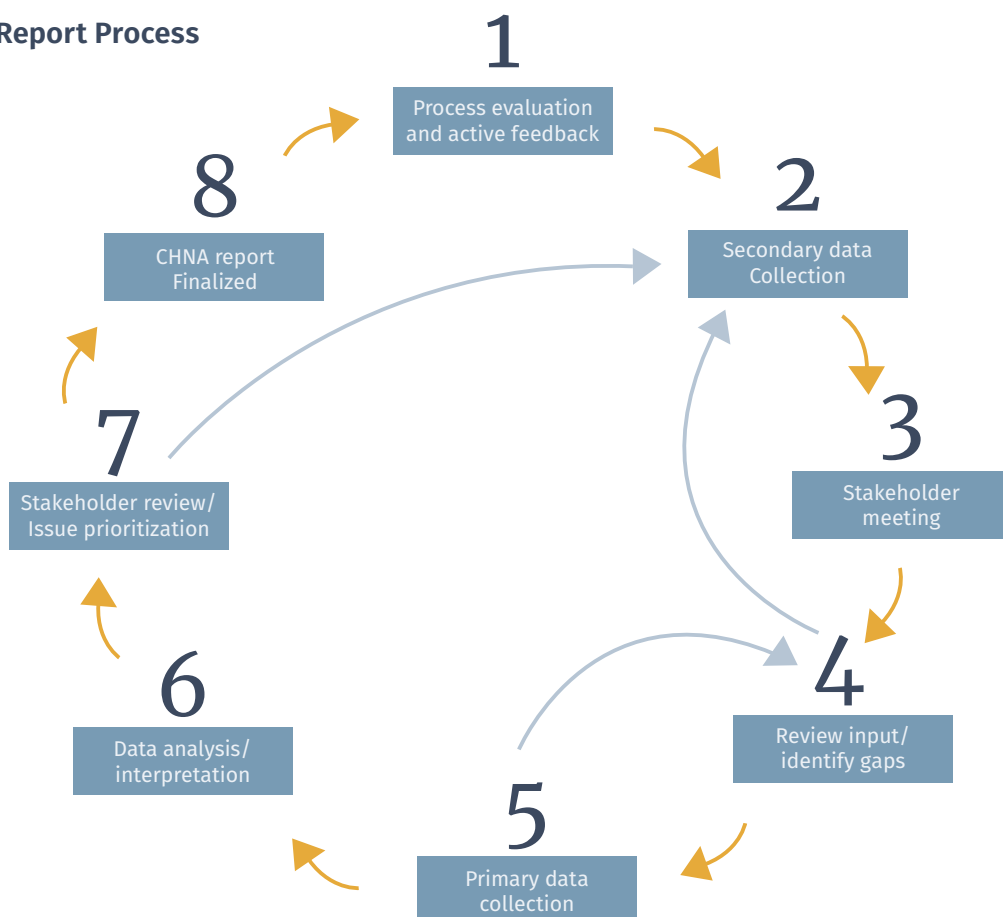 Report Process
1
Process evaluation
and active feedback
2
Secondary data
Collection
3
Stakeholder
meeting
4
Review input/
identify gaps
5
Primary data
collection
6
Data analysis/
interpretation
7
Stakeholder review/
Issue prioritization
8
CHNA report
Finalized